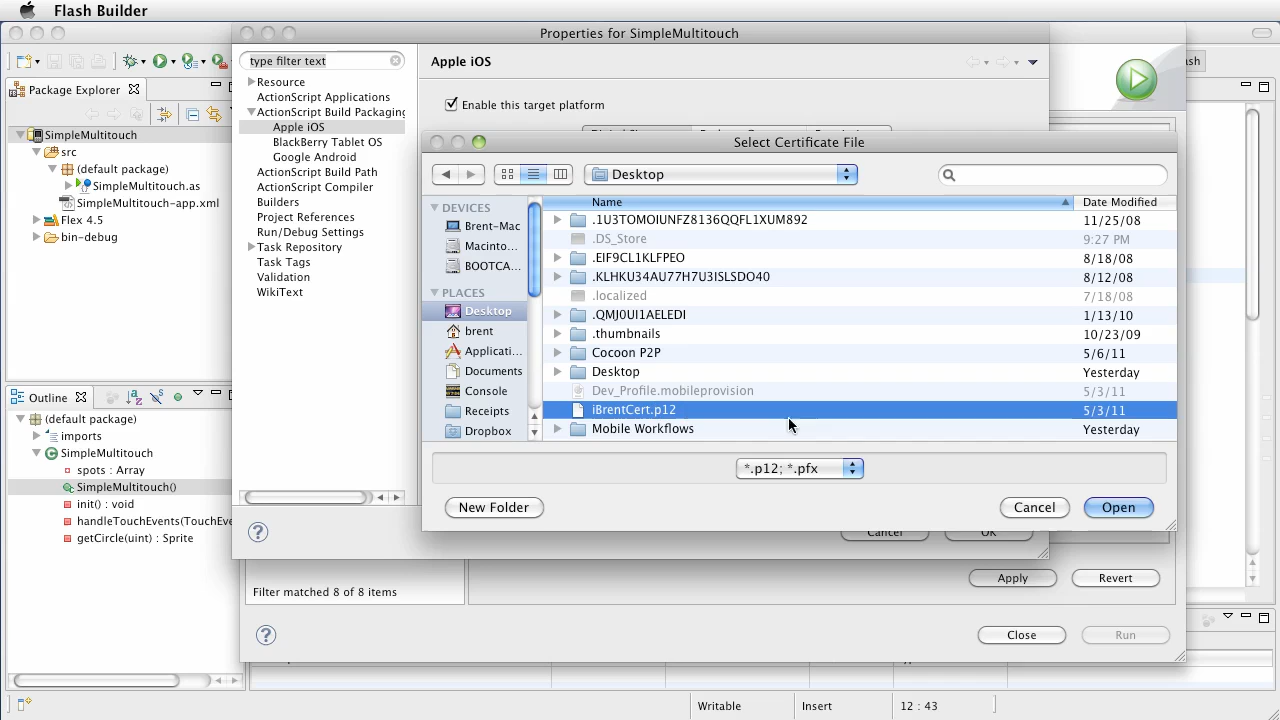 Flash Builder
Properties for SimpleMultitouch
type filter text
Apple iOS
Package Explorer
Resource
ActionScript Applications
ActionScript Build Packaging
Apple iOS
BlackBerry Tablet OS
Google Android
ActionScript Build Path
ActionScript Compiler
Builders
Project References
Run/Debug Settings
Task Repository
Task Tags
Validation
WikiText
Enable this target platform
SimpleMultitouch
src
(default package)
SimpleMultitouch.as
SimpleMultitouch-app.xml
Flex 4.5
bin-debug
Select Certificate File
Desktop
DEVICES
Brent-Mac
Macinto...
BOOTCA...
PLACES
Desktop
brent
Applicati...
Documents
Console
Receipts
Dropbox
Name
Date Modified
.1U3TOMOIUNFZ8136QQFL1XUM892
11/25/08
.DS_Store
9:27 PM
.EIF9CL1KLFPEO
8/18/08
.KLHKU34AU77H7U3ISLSDO40
8/12/08
.localized
7/18/08
.QMJ0UI1AELEDI
1/13/10
.thumbnails
10/23/09
Cocoon P2P
5/6/11
Desktop
Yesterday
Dev_Profile.mobileprovision
5/3/11
iBrentCert.p12
5/3/11
Mobile Workflows
Yesterday
*.p12; *.pfx
New Folder
Cancel
Open
Cancel
OK
Outline
(default package)
imports
SimpleMultitouch
spots : Array
SimpleMultitouch()
init() : void
handleTouchEvents(TouchEve
getCircle(uint) : Sprite
Filter matched 8 of 8 items
Apply
Revert
Close
Run
Writable
Insert
12 : 43